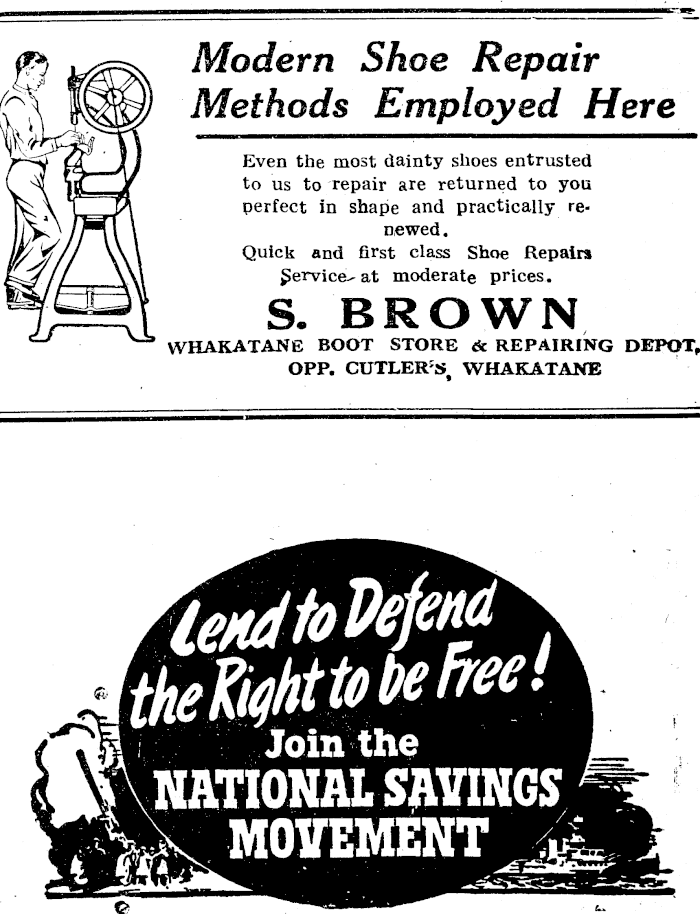 Modern Shoe Repair
Methods Employed Here
Even the most dainty shoes entrusted
to us to repair are returned to you
perfect in shape and practically re-
newed.
Quick and first class Shoe Repairs
Service at moderate prices.
S. BROWN
WHAKATANE BOOT STORE & REPAIRING DEPOT,
OPP. CUTLER'S, WHAKATANE
Lend to Defend
the Right to be Free!
Join the
NATIONAL SAVINGS
MOVEMENT